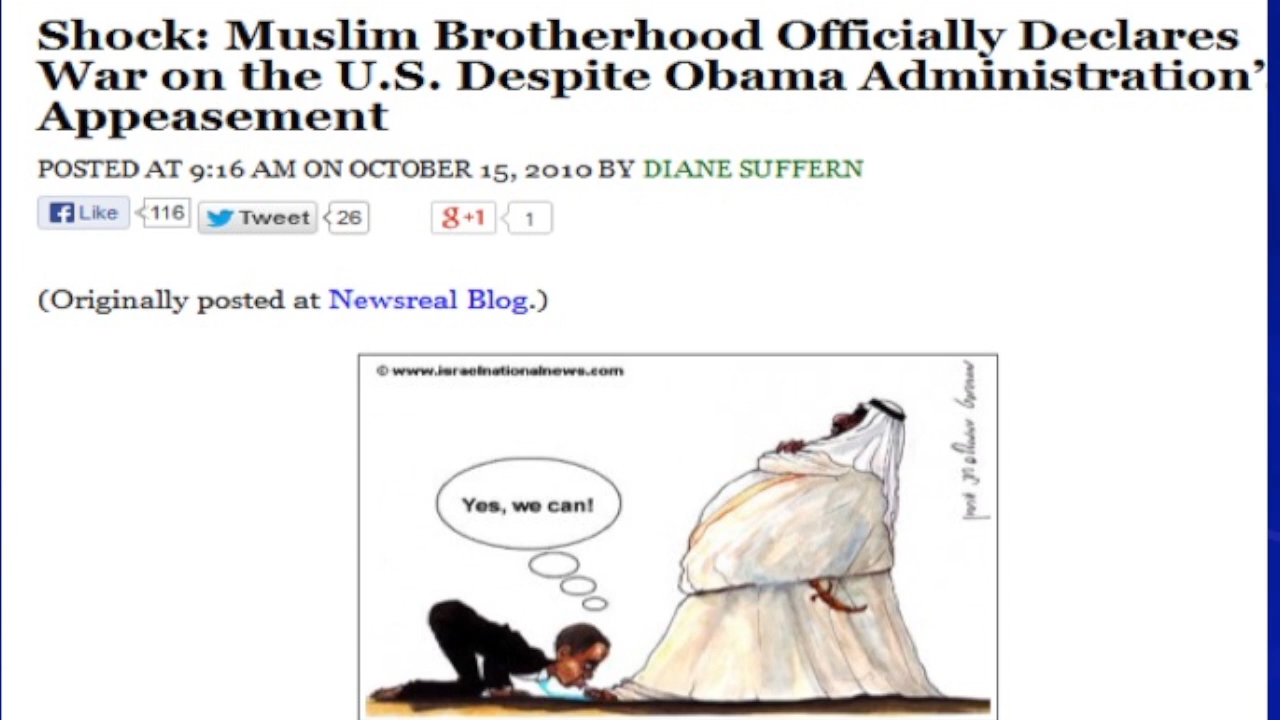 Shock: Muslim Brotherhood Officially Declares
War on the U.S. Despite Obama Administration’
Appeasement
POSTED AT 9:16 AM ON OCTOBER 15, 2010 BY DIANE SUFFERN
Like 116 Tweet 26 g+1 1
(Originally posted at Newsreal Blog.)
© www.israelnationalnews.com
Yes, we can!